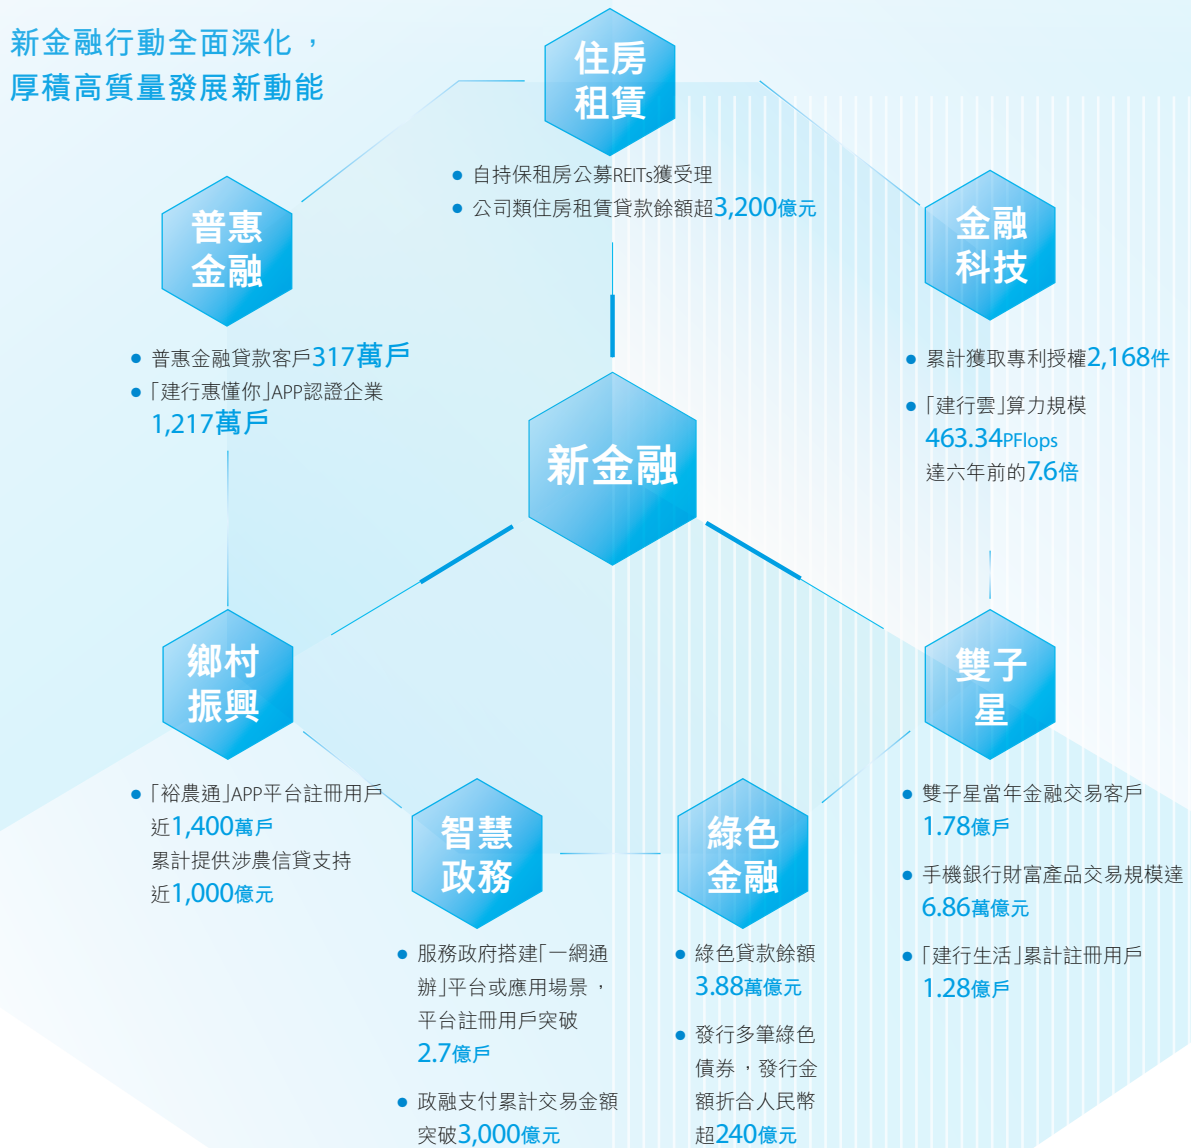 新金融行動全面深化，
厚積高質量發展新動能
住房
租賃
● 自持保租房公募REITs獲受理
● 公司類住房租賃貸款餘額超3,200億元
普惠
金融
● 普惠金融貸款客戶317萬戶
● 「建行惠懂你」APP認證企業
1,217萬戶
金融
科技
● 累計獲取專利授權2,168件
● 「建行雲」算力規模
463.34PFlops
達六年前的7.6倍
新金融
鄉村
振興
● 「裕農通」APP平台註冊用戶
近1,400萬戶
累計提供涉農信貸支持
近1,000億元
智慧
政務
● 服務政府搭建「一網通
辦」平台或應用場景，
平台註冊用戶突破
2.7億戶
● 政融支付累計交易金額
突破3,000億元
綠色
金融
● 綠色貸款餘額
3.88萬億元
● 發行多筆綠色
債券，發行金
額折合人民幣
超240億元
雙子
星
● 雙子星當年金融交易客戶
1.78億戶
● 手機銀行財富產品交易規模達
6.86萬億元
● 「建行生活」累計註冊用戶
1.28億戶